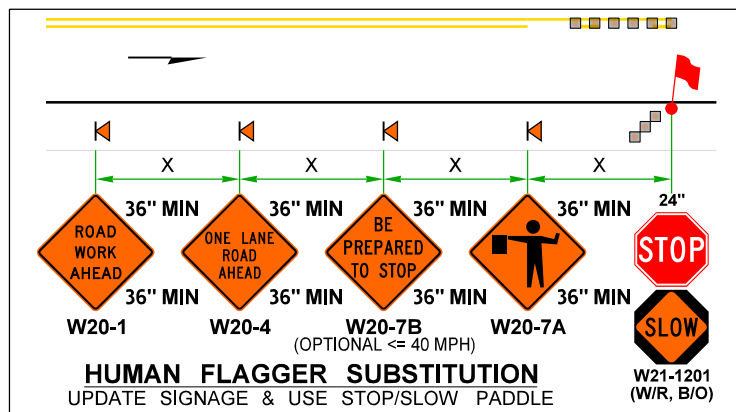 X X X X
36" MIN 36" MIN 36" MIN 36" MIN 24"
ROAD
WORK
AHEAD
ONE LANE
ROAD
AHEAD
BE
PREPARED
TO STOP
STOP
SLOW
36" MIN 36" MIN 36" MIN 36" MIN
W20-1 W20-4 W20-7B W20-7A
(OPTIONAL <= 40 MPH)
W21-1201
(W/R, B/O)
HUMAN FLAGGER SUBSTITUTION
UPDATE SIGNAGE & USE STOP/SLOW PADDLE